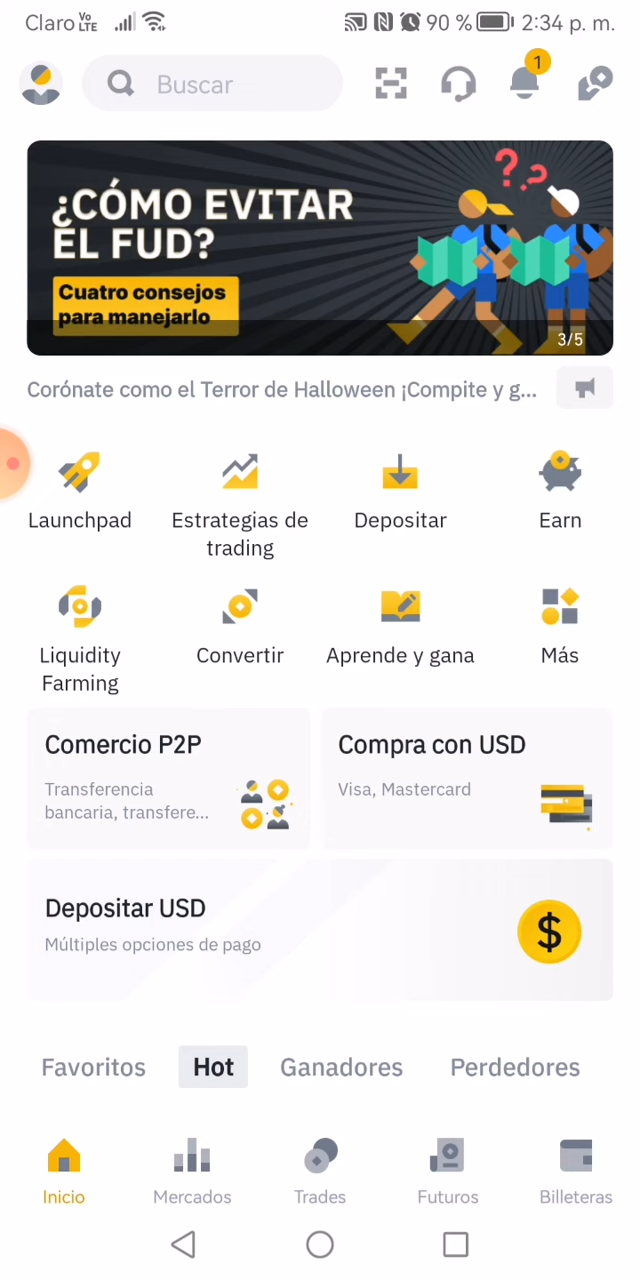 Claro Vo LTE 90 % 2:34 p. m.
1
Buscar
¿CÓMO EVITAR
EL FUD?
Cuatro consejos
para manejarlo
3/5
Corónate como el Terror de Halloween ¡Compite y g...
Launchpad
Estrategias de
trading
Depositar
Earn
Liquidity
Farming
Convertir
Aprende y gana
Más
Comercio P2P
Transferencia
bancaria, transfere...
Compra con USD
Visa, Mastercard
Depositar USD
Múltiples opciones de pago
$
Favoritos Hot Ganadores Perdedores
Inicio Mercados Trades Futuros Billeteras